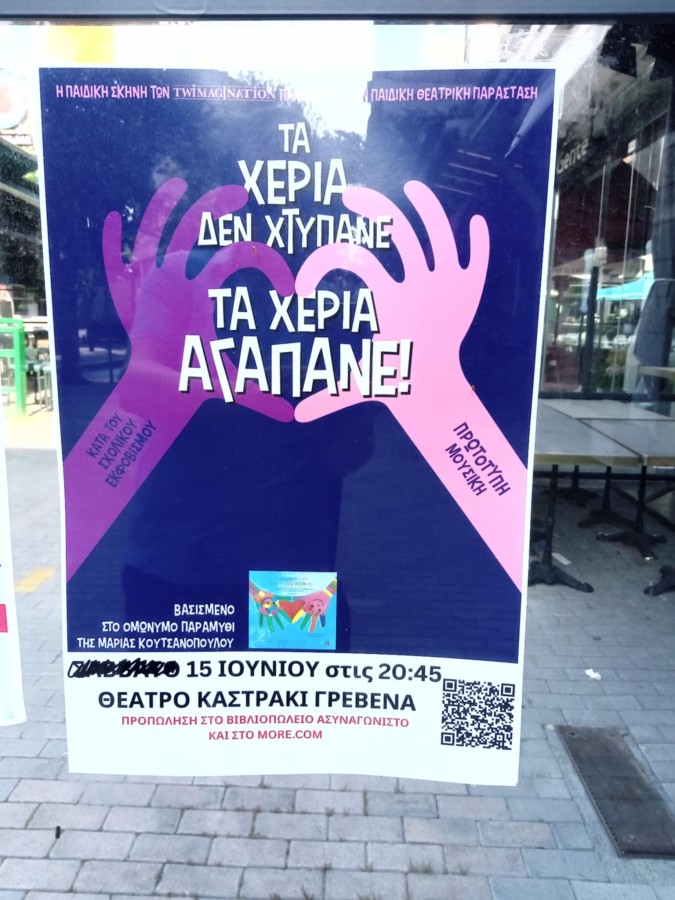 Η ΠΑΙΔΙΚΗ ΣΚΗΝΗ ΤΩΝ TWIMAGINATION ΠΑΙΔΙΚΗ ΘΕΑΤΡΙΚΗ ΠΑΡΑΣΤΑΣΗ
ΤΑ
ΧΕΡΙΑ
ΔΕΝ ΧΤΥΠΑΝΕ
ΤΑ ΧΕΡΙΑ
ΑΓΑΠΑΝΕ!
ΚΑΤΑ ΤΟΥ
ΣΧΟΛΙΚΟΥ
ΕΚΦΟΒΙΣΜΟΥ
ΠΡΩΤΟΤΥΠΗ
ΜΟΥΣΙΚΗ
ΒΑΣΙΣΜΕΝΟ
ΣΤΟ ΟΜΩΝΥΜΟ ΠΑΡΑΜΥΘΙ
ΤΗΣ ΜΑΡΙΑΣ ΚΟΥΤΣΑΝΟΠΟΥΛΟΥ
15 ΙΟΥΝΙΟΥ στις 20:45
ΘΕΑΤΡΟ ΚΑΣΤΡΑΚΙ ΓΡΕΒΕΝΑ
ΠΡΟΠΩΛΗΣΗ ΣΤΟ ΒΙΒΛΙΟΠΩΛΕΙΟ ΑΣΥΝΑΓΩΝΙΣΤΟ
ΚΑΙ ΣΤΟ MORE.COM